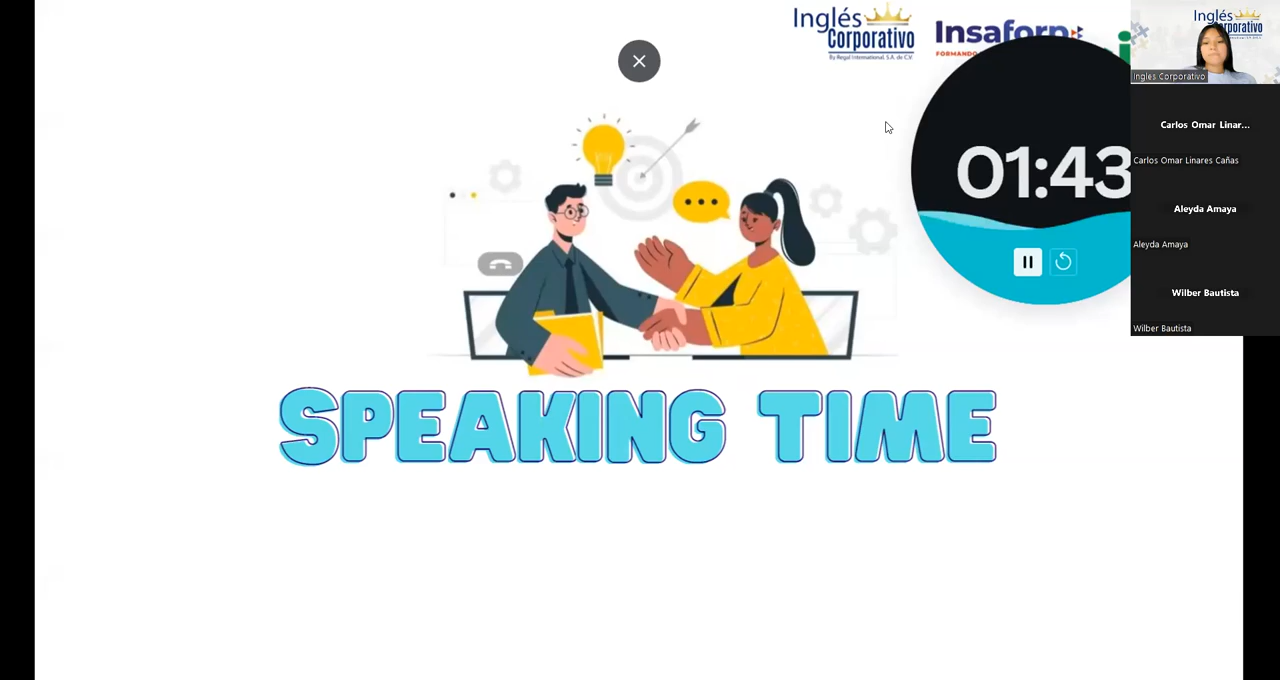 Inglés
Corporativo
By Regal International, S.A. de C.V.
Insaforp
FORMANDO
01:43
SPEAKING TIME
Inglés
Corporativo
Ingles Corporativo
Carlos Omar Linar...
Carlos Omar Linares Cañas
Aleyda Amaya
Aleyda Amaya
Wilber Bautista
Wilber Bautista